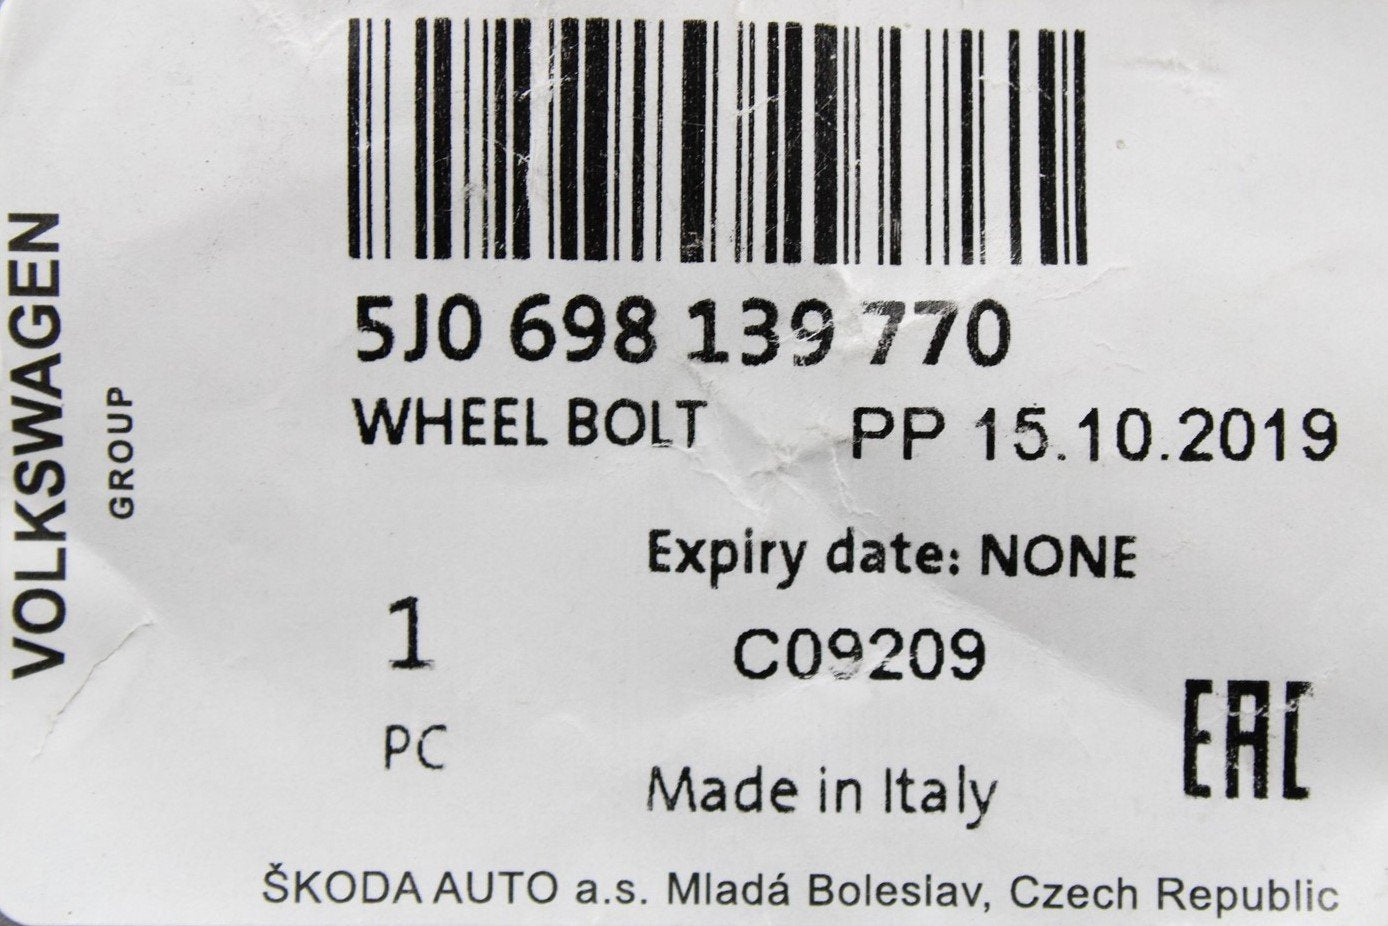 VOLKSWAGEN
GROUP
5J0 698 139 770
WHEEL BOLT PP 15.10.2019
Expiry date: NONE
1 C09209
PC
Made in Italy
EAC
ŠKODA AUTO a.s. Mladá Boleslav, Czech Republic